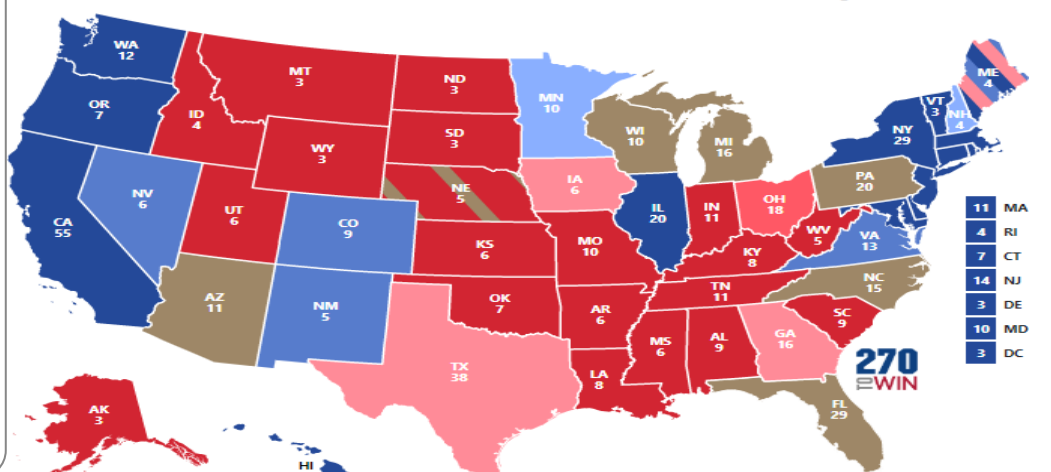 WA
12
OR
7
CA
55
NV
6
ID
4
MT
3
WY
3
UT
6
AZ
11
CO
9
NM
5
ND
3
SD
3
NE
5
KS
6
OK
7
TX
38
MN
10
IA
6
MO
10
AR
6
LA
8
WI
10
IL
20
MI
16
IN
11
OH
18
KY
8
TN
11
MS
6
AL
9
GA
16
FL
29
SC
9
NC
15
VA
13
WV
5
PA
20
NY
29
VT
3
NH
4
ME
4
11 MA
4 RI
7 CT
14 NJ
3 DE
10 MD
3 DC
AK
3
HI
270
TO WIN